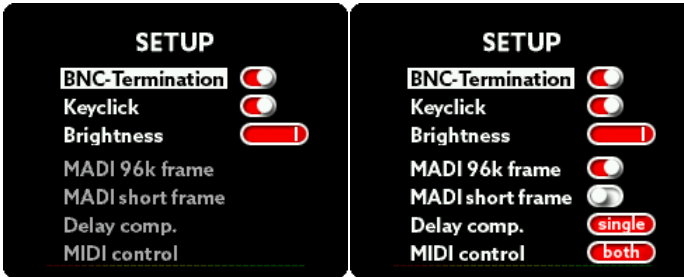 SETUP
BNC-Termination
Keyclick
Brightness
MADI 96k frame
MADI short frame
Delay comp.
MIDI control
SETUP
BNC-Termination
Keyclick
Brightness
MADI 96k frame
MADI short frame
Delay comp. single
MIDI control both